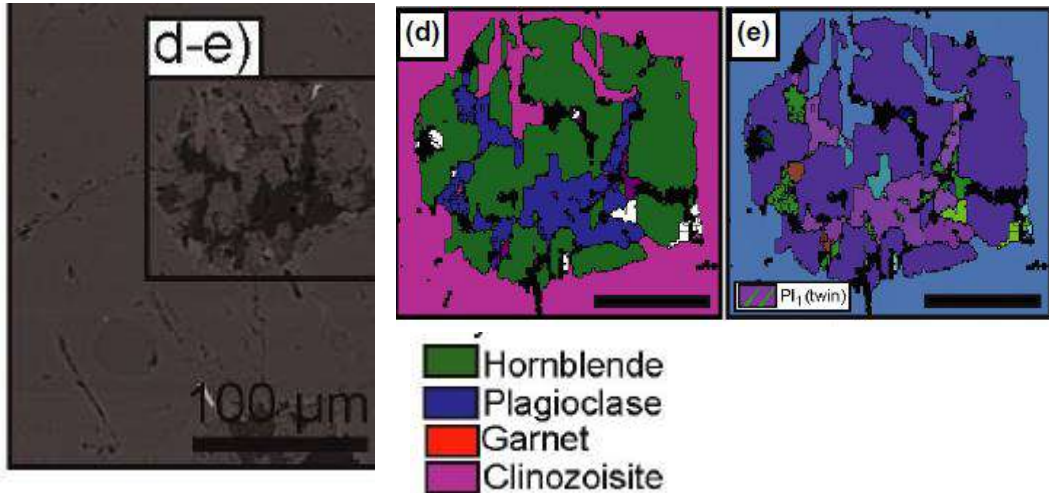 d-e)
100 µm
(d)
(e)
Pl₁ (twin)
Hornblende
Plagioclase
Garnet
Clinozoisite